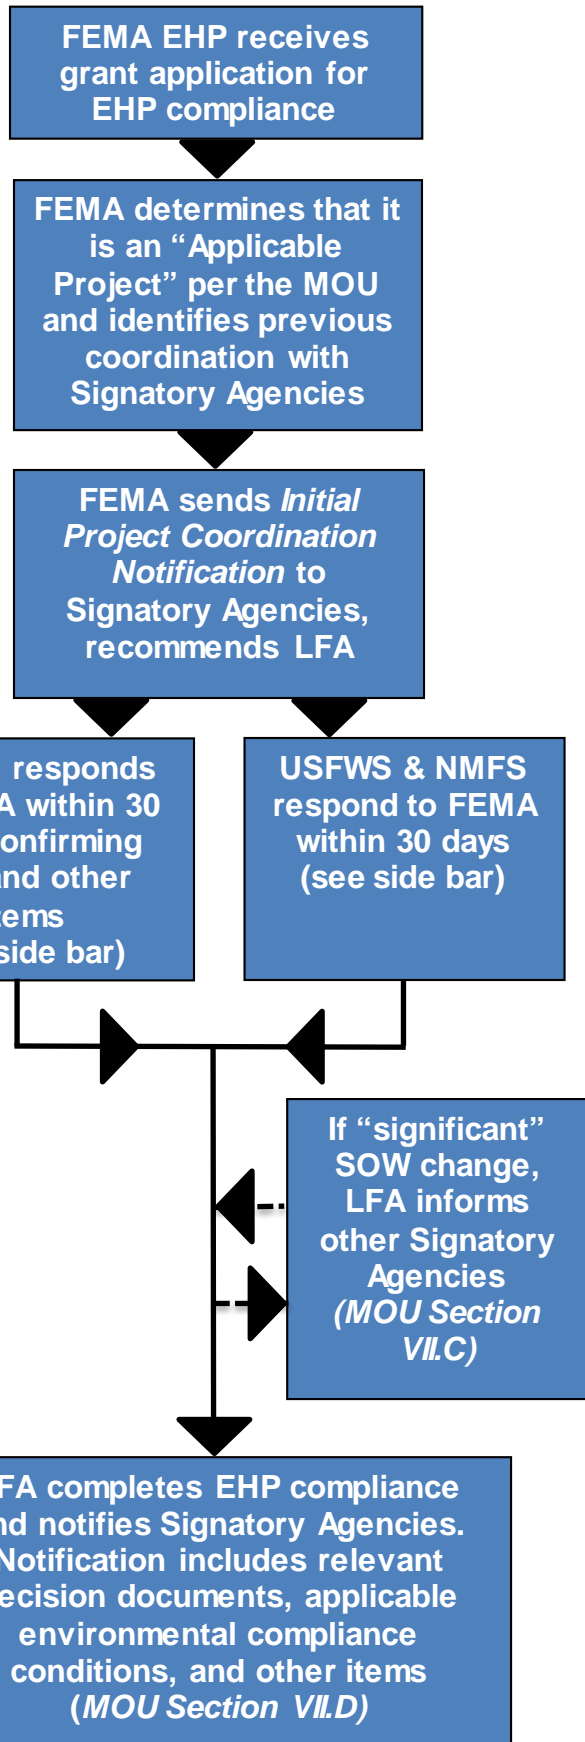 FEMA EHP receives
grant application for
EHP compliance
FEMA determines that it
is an “Applicable
Project” per the MOU
and identifies previous
coordination with
Signatory Agencies
FEMA sends Initial
Project Coordination
Notification to
Signatory Agencies,
recommends LFA
responds
A within 30
onfirming
and other
tems
side bar)
USFWS & NMFS
respond to FEMA
within 30 days
(see side bar)
If “significant”
SOW change,
LFA informs
other Signatory
Agencies
(MOU Section
VII.C)
FA completes EHP compliance
nd notifies Signatory Agencies.
Notification includes relevant
ecision documents, applicable
environmental compliance
conditions, and other items
(MOU Section VII.D)